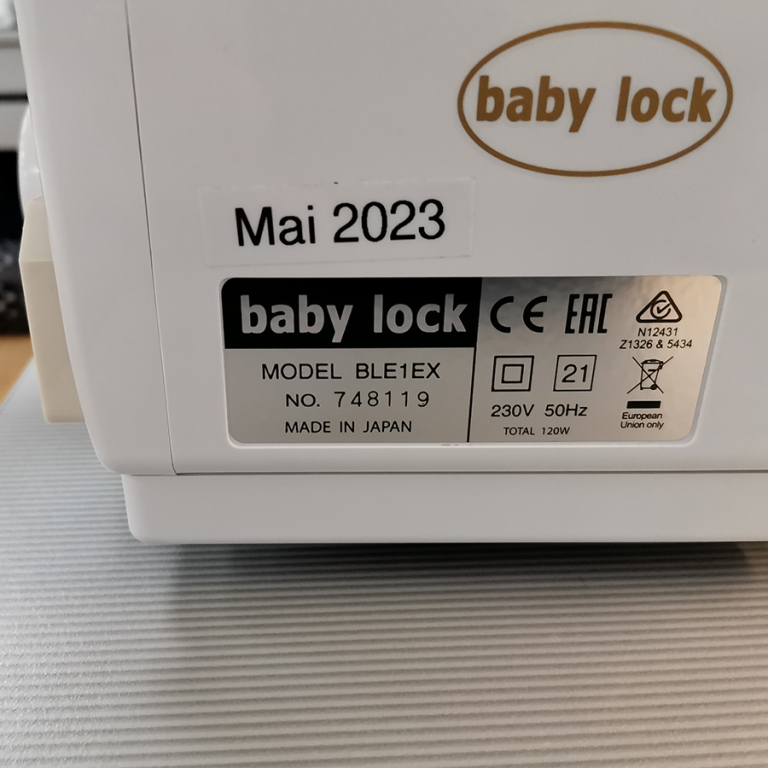 baby lock
Mai 2023
baby lock
MODEL BLE1EX
NO. 748119
MADE IN JAPAN
CE EAC
21
230V 50Hz
TOTAL 120W
N12431
Z1326 & 5434
European
Union only